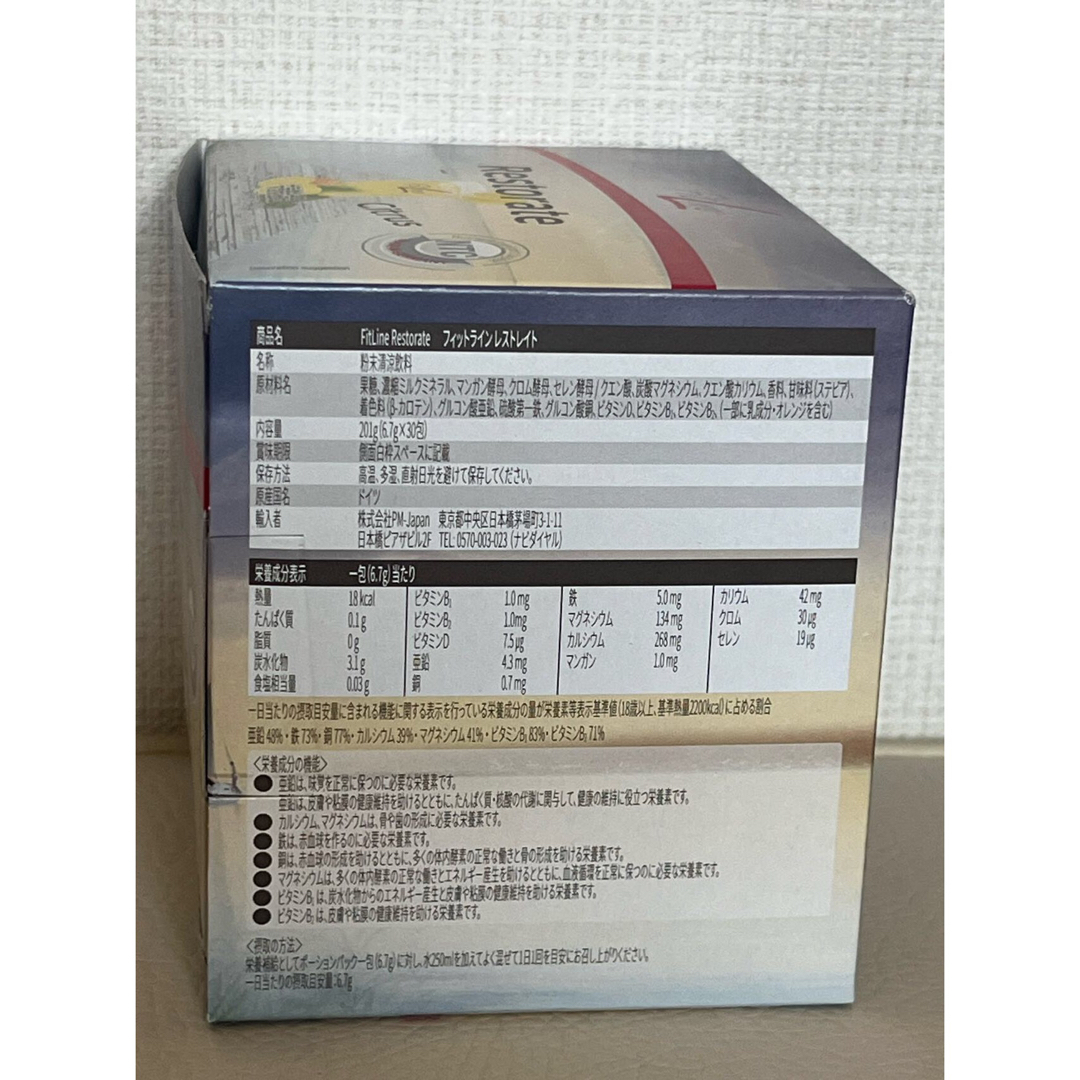 Restorate
Citrus
NTC
商品名 FitLine Restorate フィットラインレストレイト
名称 粉末清涼飲料
原材料名 果糖、濃縮ミルクミネラル、マンガン酵母、クロム酵母、セレン酵母/クエン酸、炭酸マグネシウム、クエン酸カリウム、香料、甘味料(ステビア)、
着色料(β-カロテン)、グルコン酸亜鉛、硫酸第一鉄、グルコン酸銅、ビタミンD、ビタミンB₁、ビタミンB₂、(一部に乳成分・オレンジを含む)
内容量 201g(6.7g×30包)
賞味期限 側面白枠スペースに記載
保存方法 高温、多湿、直射日光を避けて保存してください。
原産国名 ドイツ
輸入者 株式会社PM-Japan 東京都中央区日本橋茅場町3-1-11
日本橋ピアザビル2F TEL:0570-003-023 (ナビダイヤル)
栄養成分表示 一包(6.7g)当たり
熱量 18 kcal ビタミンB₁ 1.0 mg 鉄 5.0 mg カリウム 42 mg
たんぱく質 0.1 g ビタミンB₂ 1.0mg マグネシウム 134 mg クロム 30 μg
脂質 0 g ビタミンD 7.5 μg カルシウム 268 mg セレン 19 μg
炭水化物 3.1 g 亜鉛 4.3 mg マンガン 1.0 mg
食塩相当量 0.03 g 銅 0.7 mg
一日当たりの摂取目安量に含まれる機能に関する表示を行っている栄養成分の量が栄養素等表示基準値(18歳以上、基準熱量2200kcal)に占める割合
亜鉛 48%・鉄 73%・銅 77%・カルシウム 39%・マグネシウム 41%・ビタミンB₁ 83%・ビタミンB₂ 71%
〈栄養成分の機能〉
● 亜鉛は、味覚を正常に保つのに必要な栄養素です。
亜鉛は、皮膚や粘膜の健康維持を助けるとともに、たんぱく質・核酸の代謝に関与して、健康の維持に役立つ栄養素です。
● カルシウム、マグネシウムは、骨や歯の形成に必要な栄養素です。
● 鉄は、赤血球を作るのに必要な栄養素です。
● 銅は、赤血球の形成を助けるとともに、多くの体内酵素の正常な働きと骨の形成を助ける栄養素です。
● マグネシウムは、多くの体内酵素の正常な働きとエネルギー産生を助けるとともに、血液循環を正常に保つのに必要な栄養素です。
● ビタミンB₁ は、炭水化物からのエネルギー産生と皮膚や粘膜の健康維持を助ける栄養素です。
● ビタミンB₂ は、皮膚や粘膜の健康維持を助ける栄養素です。
〈摂取の方法〉
栄養補給としてポーションパック一包(6.7g)に対し、水250mlを加えてよく混ぜて1日1回を目安にお召し上がりください。
一日当たりの摂取目安量:6.7g